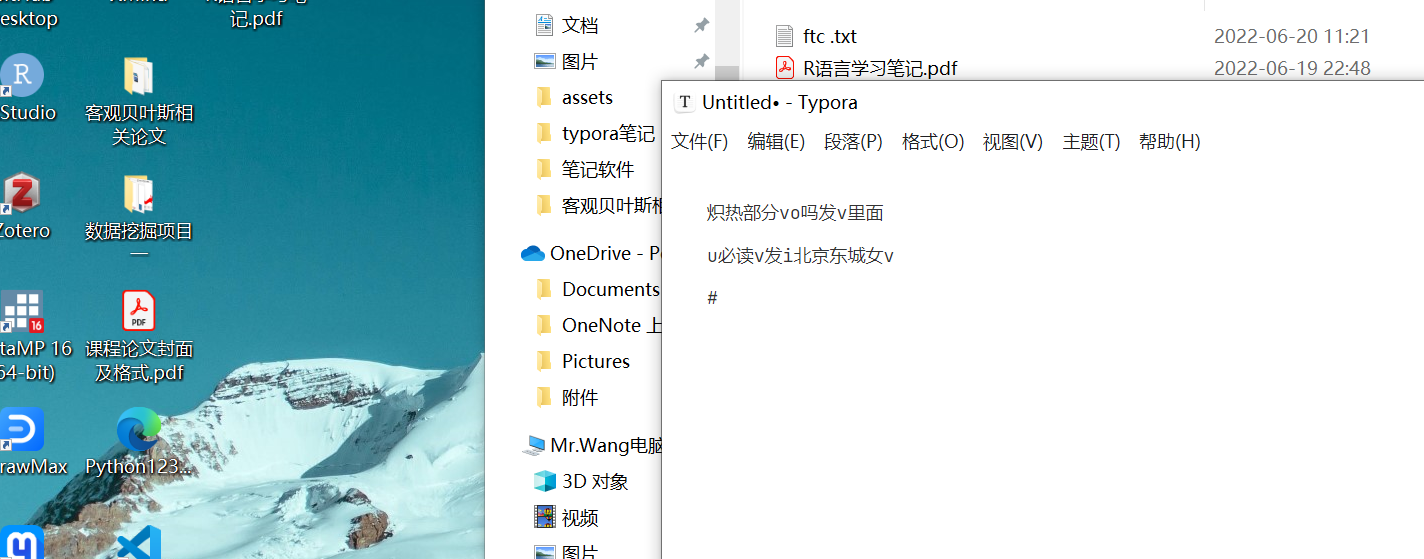 esktop
记.pdf
Studio
客观贝叶斯相
关论文
Zotero
数据挖掘项目
一
16
taMP 16
64-bit)
PDF
课程论文封面
及格式.pdf
rawMax
Python123...
文档
图片
assets
typora笔记
笔记软件
客观贝叶斯相
OneDrive - Pe
Documents
OneNote 上
Pictures
附件
Mr.Wang电脑
3D 对象
视频
图片
ftc .txt 2022-06-20 11:21
R语言学习笔记.pdf 2022-06-19 22:48
Untitled• - Typora
文件(F) 编辑(E) 段落(P) 格式(O) 视图(V) 主题(T) 帮助(H)
炽热部分vo吗发v里面
u必读v发i北京东城女v
#